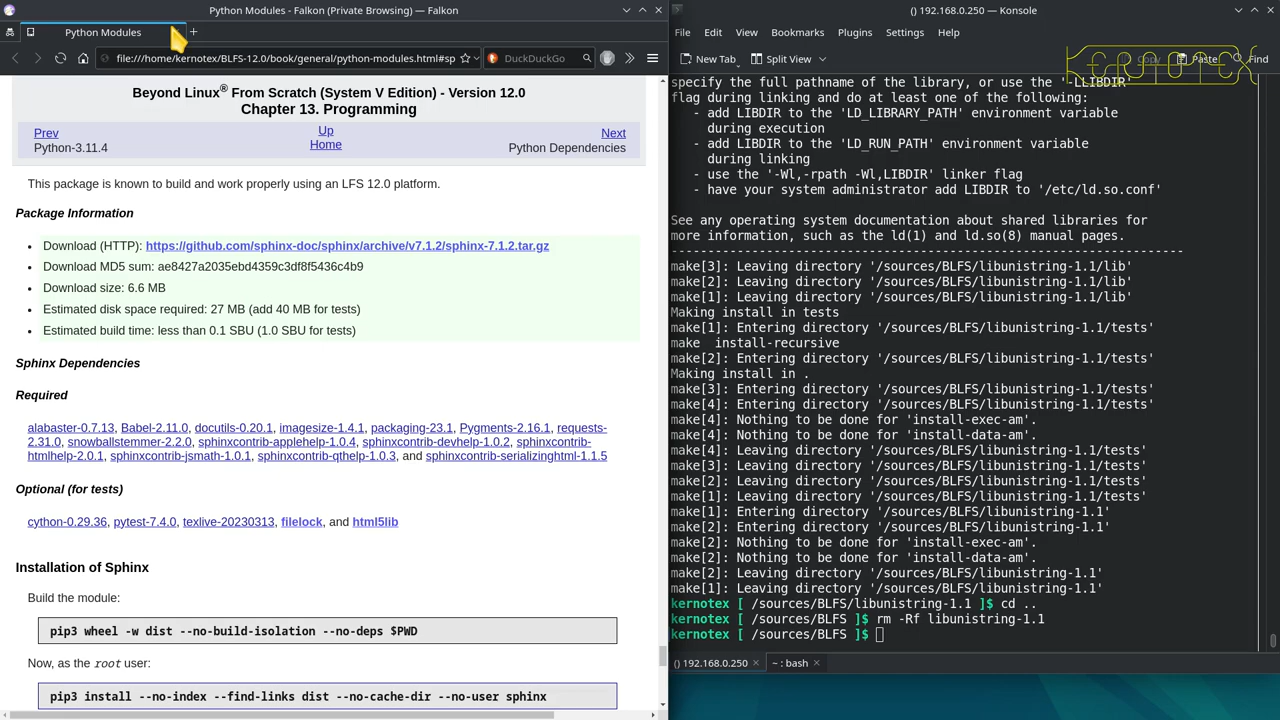 Python Modules - Falkon (Private Browsing) — Falkon
Python Modules
file:///home/kernotex/BLFS-12.0/book/general/python-modules.html#sp
DuckDuckGo
Beyond Linux® From Scratch (System V Edition) - Version 12.0
Chapter 13. Programming
Prev Up Next
Python-3.11.4 Home Python Dependencies
This package is known to build and work properly using an LFS 12.0 platform.
Package Information
Download (HTTP): https://github.com/sphinx-doc/sphinx/archive/v7.1.2/sphinx-7.1.2.tar.gz
Download MD5 sum: ae8427a2035ebd4359c3df8f5436c4b9
Download size: 6.6 MB
Estimated disk space required: 27 MB (add 40 MB for tests)
Estimated build time: less than 0.1 SBU (1.0 SBU for tests)
Sphinx Dependencies
Required
alabaster-0.7.13, Babel-2.11.0, docutils-0.20.1, imagesize-1.4.1, packaging-23.1, Pygments-2.16.1, requests-
2.31.0, snowballstemmer-2.2.0, sphinxcontrib-applehelp-1.0.4, sphinxcontrib-devhelp-1.0.2, sphinxcontrib-
htmlhelp-2.0.1, sphinxcontrib-jsmath-1.0.1, sphinxcontrib-qthelp-1.0.3, and sphinxcontrib-serializinghtml-1.1.5
Optional (for tests)
cython-0.29.36, pytest-7.4.0, texlive-20230313, filelock, and html5lib
Installation of Sphinx
Build the module:
pip3 wheel -w dist --no-build-isolation --no-deps $PWD
Now, as the root user:
pip3 install --no-index --find-links dist --no-cache-dir --no-user sphinx
() 192.168.0.250 — Konsole
File Edit View Bookmarks Plugins Settings Help
New Tab Split View Copy Paste Find
kernotex
specify the full pathname of the library, or use the '-LLIBDIR'
flag during linking and do at least one of the following:
- add LIBDIR to the 'LD_LIBRARY_PATH' environment variable
during execution
- add LIBDIR to the 'LD_RUN_PATH' environment variable
during linking
- use the '-Wl,-rpath -Wl,LIBDIR' linker flag
- have your system administrator add LIBDIR to '/etc/ld.so.conf'
See any operating system documentation about shared libraries for
more information, such as the ld(1) and ld.so(8) manual pages.
----------------------------------------------------------------------
make[3]: Leaving directory '/sources/BLFS/libunistring-1.1/lib'
make[2]: Leaving directory '/sources/BLFS/libunistring-1.1/lib'
make[1]: Leaving directory '/sources/BLFS/libunistring-1.1/lib'
Making install in tests
make[1]: Entering directory '/sources/BLFS/libunistring-1.1/tests'
make  install-recursive
make[2]: Entering directory '/sources/BLFS/libunistring-1.1/tests'
Making install in .
make[3]: Entering directory '/sources/BLFS/libunistring-1.1/tests'
make[4]: Entering directory '/sources/BLFS/libunistring-1.1/tests'
make[4]: Nothing to be done for 'install-exec-am'.
make[4]: Nothing to be done for 'install-data-am'.
make[4]: Leaving directory '/sources/BLFS/libunistring-1.1/tests'
make[3]: Leaving directory '/sources/BLFS/libunistring-1.1/tests'
make[2]: Leaving directory '/sources/BLFS/libunistring-1.1/tests'
make[1]: Leaving directory '/sources/BLFS/libunistring-1.1/tests'
make[1]: Entering directory '/sources/BLFS/libunistring-1.1'
make[2]: Entering directory '/sources/BLFS/libunistring-1.1'
make[2]: Nothing to be done for 'install-exec-am'.
make[2]: Nothing to be done for 'install-data-am'.
make[2]: Leaving directory '/sources/BLFS/libunistring-1.1'
make[1]: Leaving directory '/sources/BLFS/libunistring-1.1'
kernotex [ /sources/BLFS/libunistring-1.1 ]$ cd ..
kernotex [ /sources/BLFS ]$ rm -Rf libunistring-1.1
kernotex [ /sources/BLFS ]$
() 192.168.0.250 ~ : bash